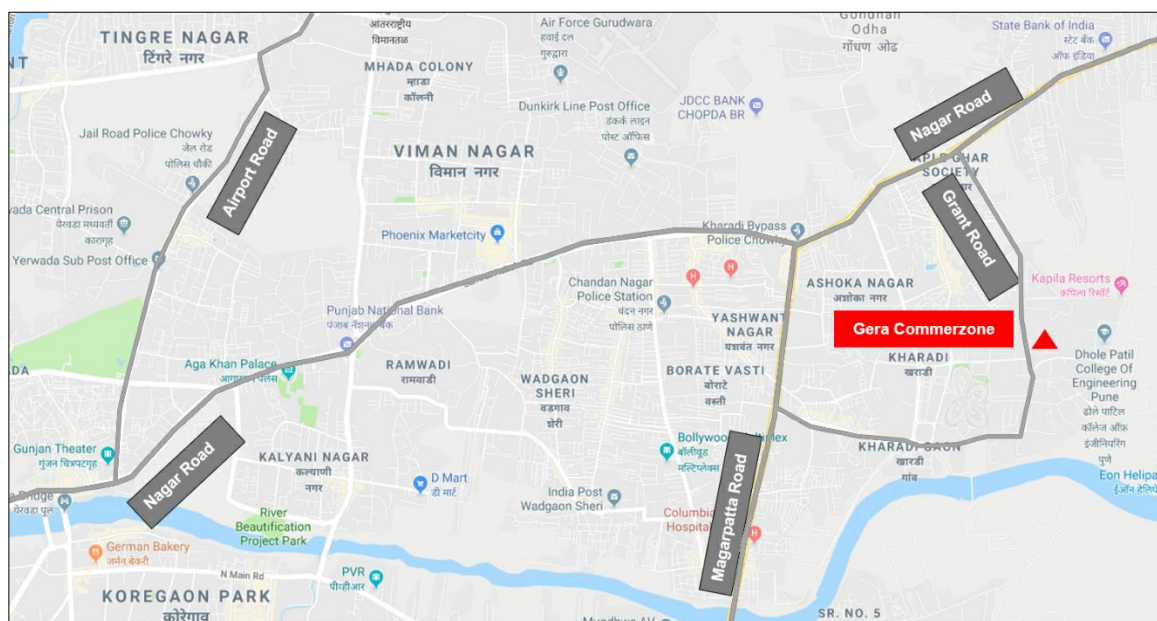 TINGRE NAGAR
टिंगरे नगर
आंतरराष्ट्रीय
विमानतळ
MHADA COLONY
म्हाडा
कॉलनी
Air Force Gurudwara
हवाई दल
गुरुद्वारा
Dunkirk Line Post Office
डंकर्क लाइन
पोस्ट ऑफिस
JDCC BANK
CHOPDA BR
Odha
गोंधण ओढ
State Bank of India
स्टेट बँक
ऑफ इंडिया
Nagar Road
SOCIETY
Grant Road
Jail Road Police Chowky
जेल रोड
पोलिस चौकी
Airport Road
VIMAN NAGAR
विमान नगर
Central Prison
येरवडा मध्यवर्ती
कारागृह
Yerwada Sub Post Office
Phoenix Marketcity
Kharadi Bypass
Police Chowky
Chandan Nagar
Police Station
चंदन नगर
पोलिस ठाणे
ASHOKA NAGAR
अशोका नगर
Kapila Resorts
कपिला रिसॉर्ट
Punjab National Bank
पंजाब नॅशनल बँक
YASHWANT
NAGAR
यशवंत नगर
Gera Commerzone
Aga Khan Palace
RAMWADI
रामवाडी
WADGAON
SHERI
वडगाव
शेरी
BORATE VASTI
बोराटे
वस्ती
KHARADI
खराडी
Dhole Patil
College Of
Engineering
Pune
ढोले पाटिल
कॉलेज ऑफ
इंजीनियरिंग
पुणे
Gunjan Theater
गुंजन चित्रपटगृह
Nagar Road
KALYANI NAGAR
कल्याणी
नगर
D Mart
डी मार्ट
बॉलीवूड
मल्टिप्लेक्स
Magarpatta Road
KHARADI GAON
खारडी
गांव
India Post
Wadgaon Sheri
Eon Helipa
Bridge
येरवडा पूल
River
Beautification
Project Park
Columbia
Hospital
German Bakery
जर्मन बेकरी
N Main Rd
PVR
पीव्हीआर
KOREGAON PARK
कोरेगाव
SR. NO. 5